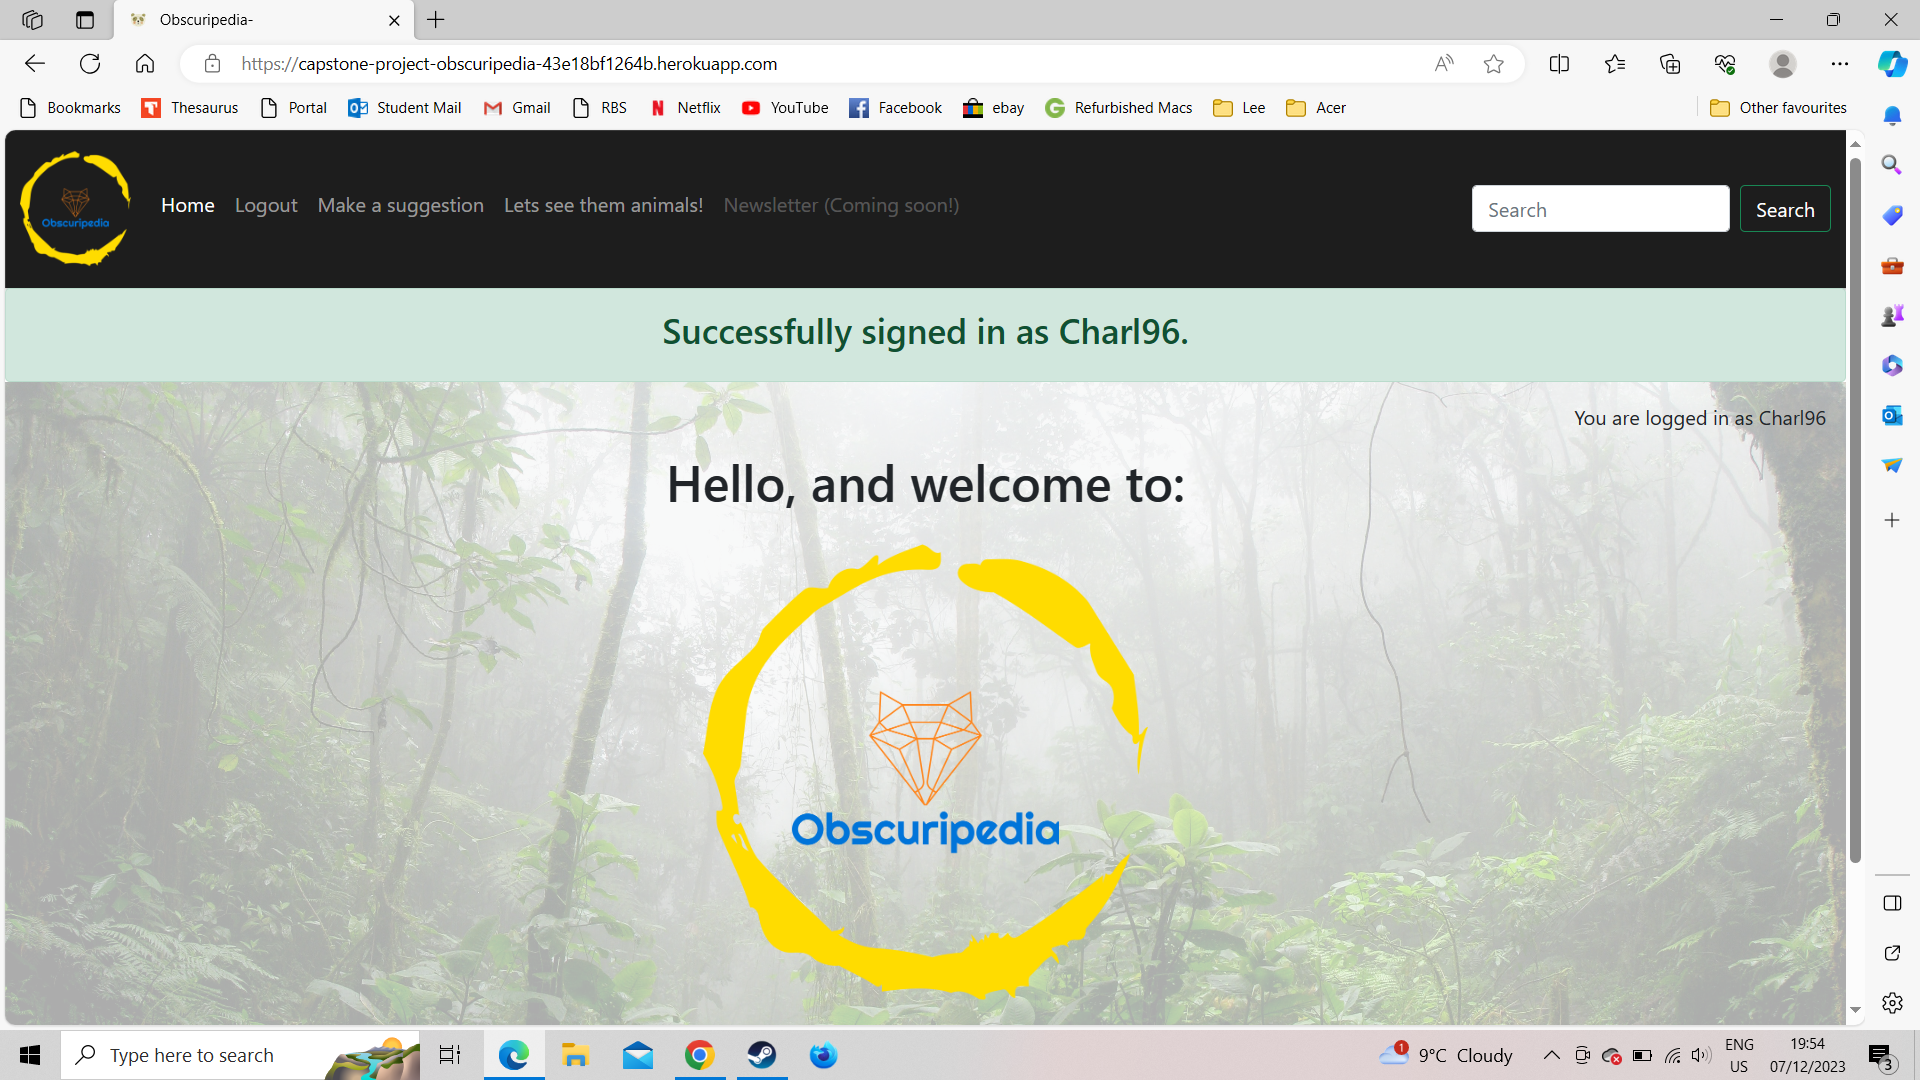 Obscuripedia-
https://capstone-project-obscuripedia-43e18bf1264b.herokuapp.com
Bookmarks Thesaurus Portal Student Mail Gmail RBS Netflix YouTube Facebook ebay Refurbished Macs Lee Acer Other favourites
Obscuripedia
Home Logout Make a suggestion Lets see them animals! Newsletter (Coming soon!) Search Search
Successfully signed in as Charl96.
You are logged in as Charl96
Hello, and welcome to:
Obscuripedia
Type here to search
1
9°C Cloudy
ENG
US
19:54
07/12/2023
3